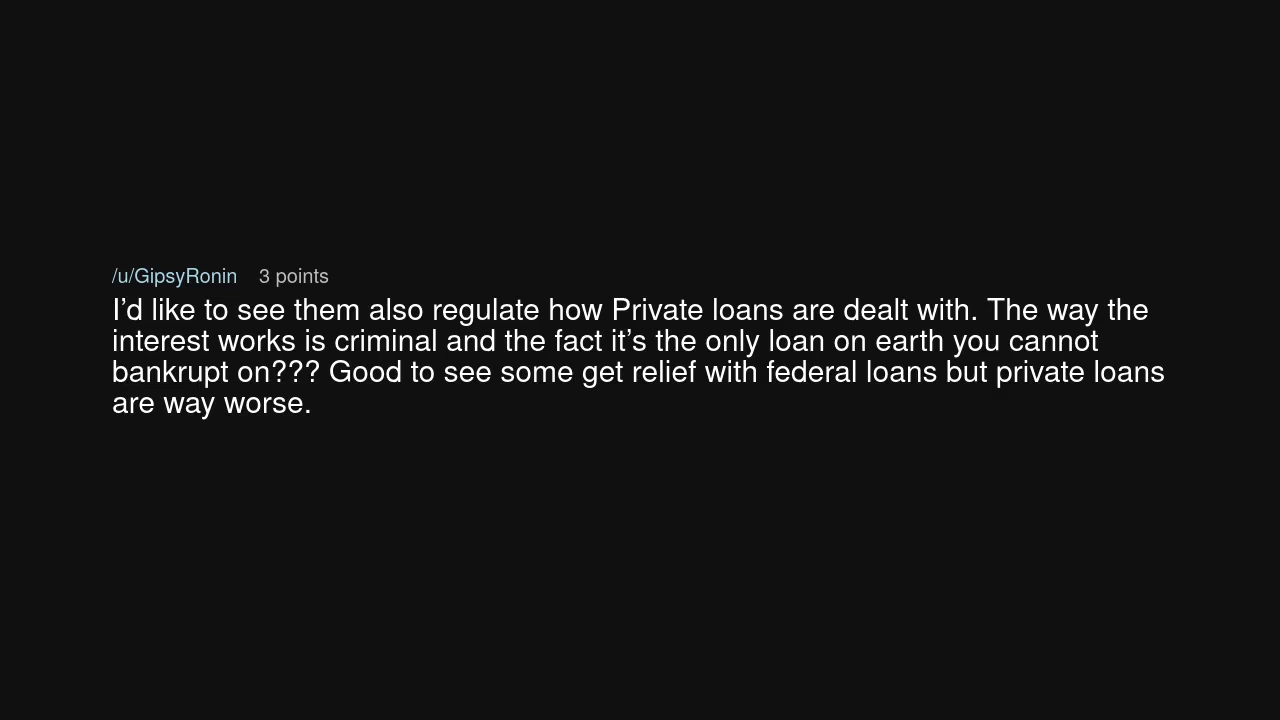 /u/GipsyRonin 3 points
I’d like to see them also regulate how Private loans are dealt with. The way the
interest works is criminal and the fact it’s the only loan on earth you cannot
bankrupt on??? Good to see some get relief with federal loans but private loans
are way worse.